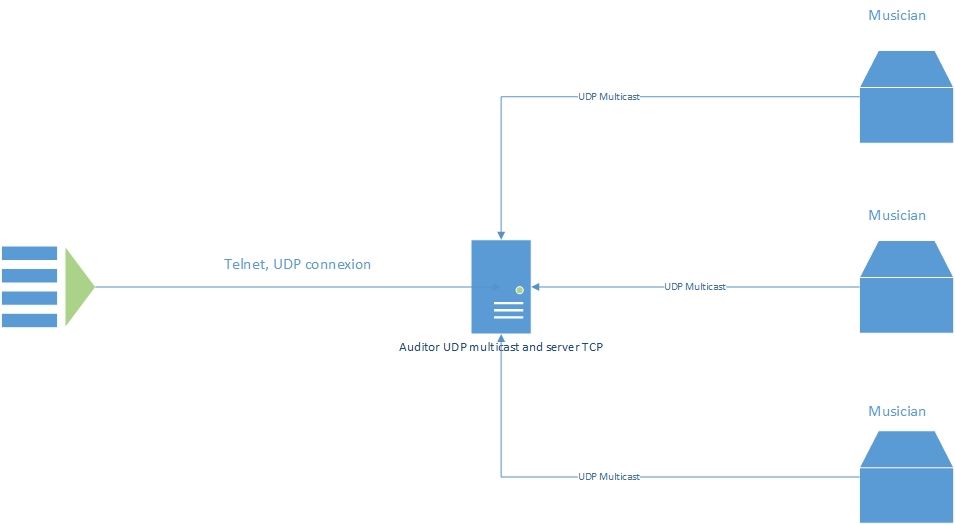 Musician
UDP Multicast
Musician
Telnet, UDP connexion
UDP Multicast
Auditor UDP multicast and server TCP
Musician
UDP Multicast